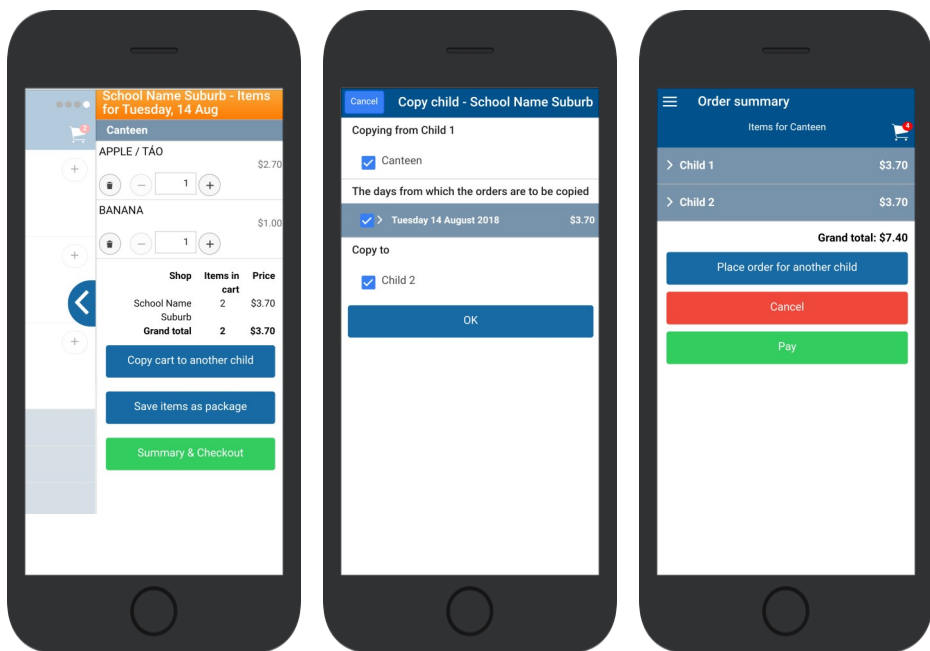 School Name Suburb - Items
for Tuesday, 14 Aug
Canteen
APPLE / TÁO
$2.70
1
BANANA
$1.00
1
Shop Items in Price
cart
School Name 2 $3.70
Suburb
Grand total 2 $3.70
Copy cart to another child
Save items as package
Summary & Checkout
Cancel Copy child - School Name Suburb
Copying from Child 1
Canteen
The days from which the orders are to be copied
Tuesday 14 August 2018 $3.70
Copy to
Child 2
OK
Order summary
Items for Canteen
4
Child 1 $3.70
Child 2 $3.70
Grand total: $7.40
Place order for another child
Cancel
Pay